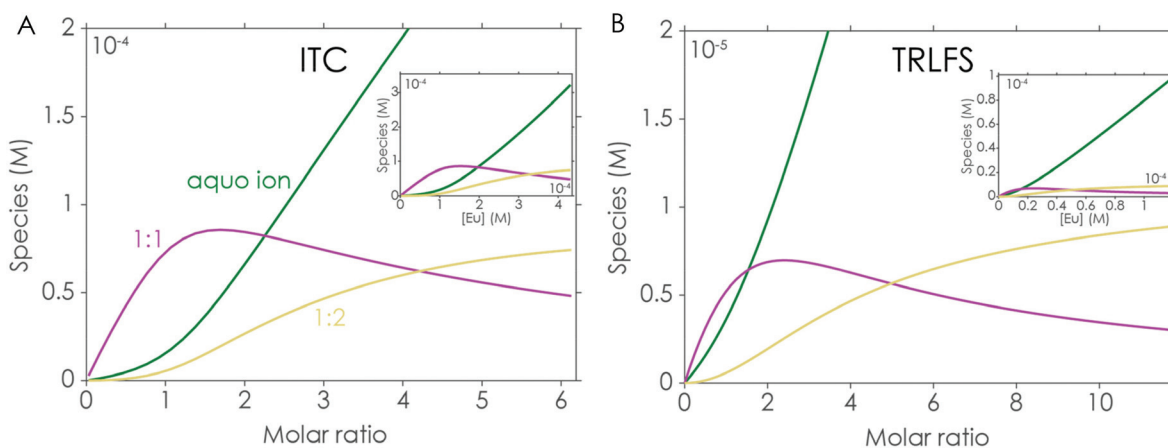 A
ITC
10-4
2
1.5
1
0.5
0
Species (M)
aquo ion
1:1
1:2
0 1 2 3 4 5 6
Molar ratio
10-4
3
2
1
0
Species (M)
10-4
0 1 2 3 4
[Eu] (M)
B
TRLFS
10-5
2
1.5
1
0.5
0
Species (M)
0 2 4 6 8 10
Molar ratio
1
10-4
0.8
0.6
0.4
0.2
0
Species (M)
10-4
0 0.2 0.4 0.6 0.8 1
[Eu] (M)